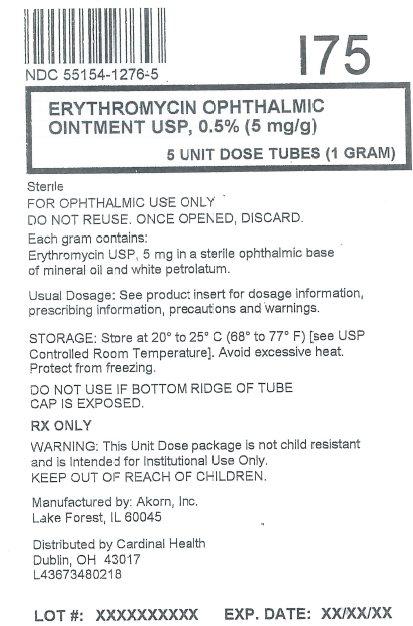 NDC 55154-1276-5
I75
ERYTHROMYCIN OPHTHALMIC
OINTMENT USP, 0.5% (5 mg/g)
5 UNIT DOSE TUBES (1 GRAM)
Sterile
FOR OPHTHALMIC USE ONLY
DO NOT REUSE. ONCE OPENED, DISCARD.
Each gram contains:
Erythromycin USP, 5 mg in a sterile ophthalmic base
of mineral oil and white petrolatum.
Usual Dosage: See product insert for dosage information,
prescribing information, precautions and warnings.
STORAGE: Store at 20° to 25° C (68° to 77° F) [see USP
Controlled Room Temperature]. Avoid excessive heat.
Protect from freezing.
DO NOT USE IF BOTTOM RIDGE OF TUBE
CAP IS EXPOSED.
RX ONLY
WARNING: This Unit Dose package is not child resistant
and is Intended for Institutional Use Only.
KEEP OUT OF REACH OF CHILDREN.
Manufactured by: Akorn, Inc.
Lake Forest, IL 60045
Distributed by Cardinal Health
Dublin, OH 43017
L43673480218
LOT #: XXXXXXXXXX EXP. DATE: XX/XX/XX